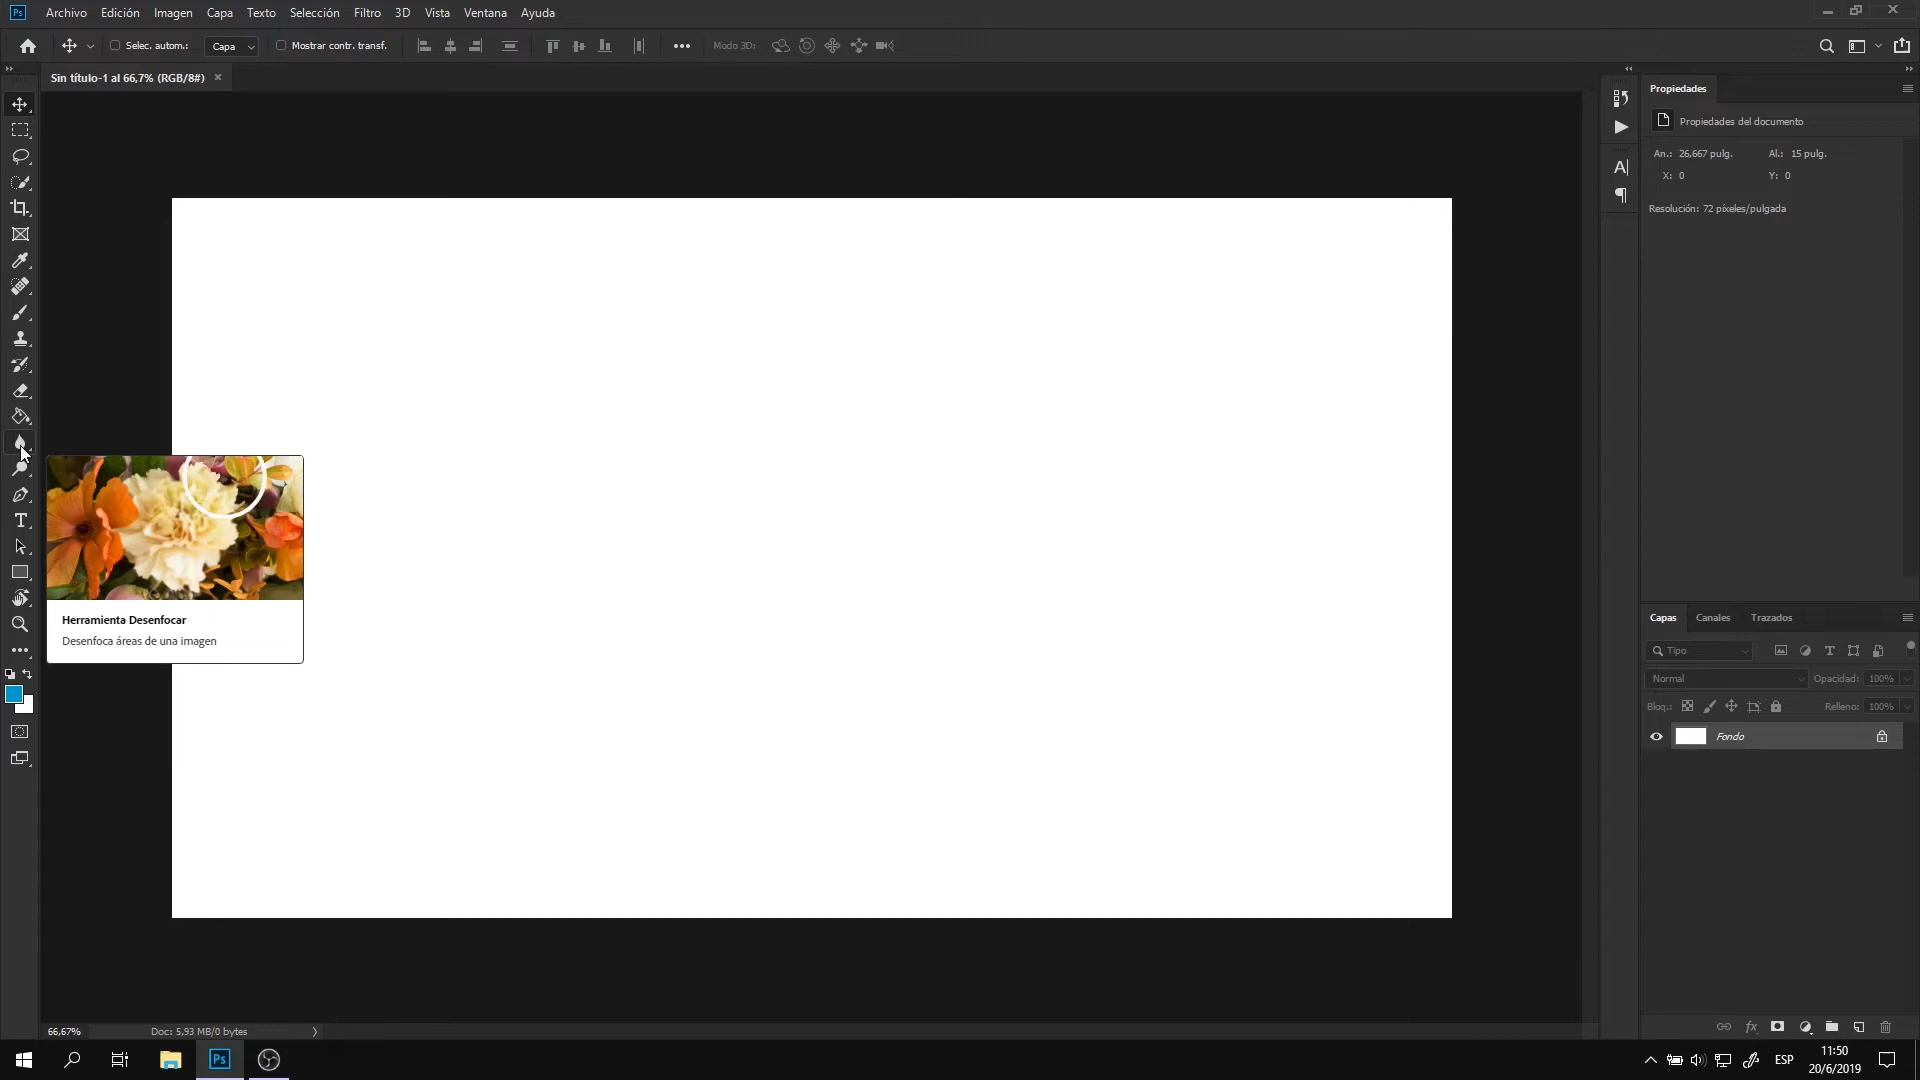 Ps Archivo Edición Imagen Capa Texto Selección Filtro 3D Vista Ventana Ayuda
Selec. autom.: Capa Mostrar contr. transf. Modo 3D:
Sin título-1 al 66,7% (RGB/8#)
Propiedades
Propiedades del documento
An.: 26,667 pulg. Al.: 15 pulg.
X: 0 Y: 0
Resolución: 72 píxeles/pulgada
Herramienta Desenfocar
Desenfoca áreas de una imagen
Capas Canales Trazados
Tipo
Normal Opacidad: 100%
Bloq.: Relleno: 100%
Fondo
66,67% Doc: 5,93 MB/0 bytes
Ps ESP 11:50
20/6/2019